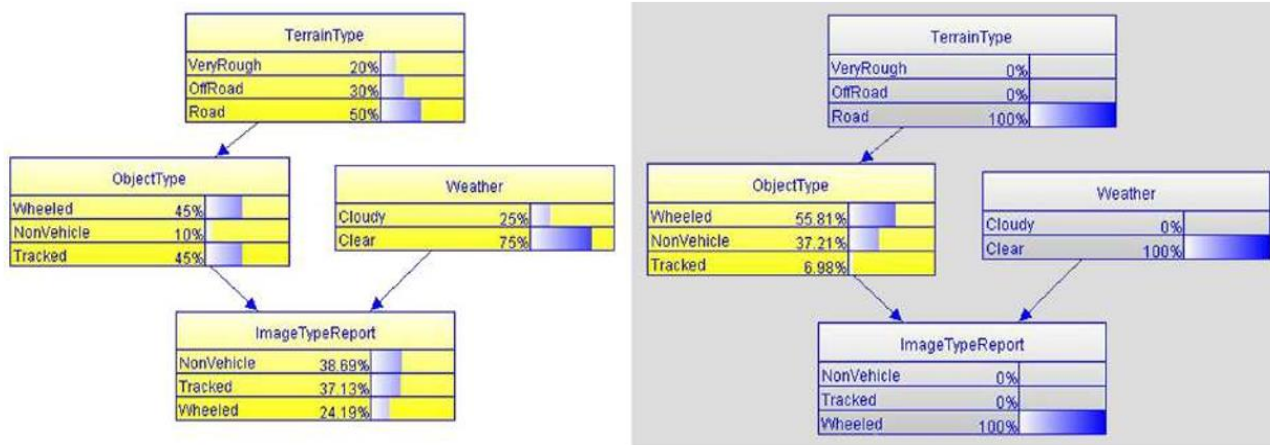 TerrainType
VeryRough 20%
OffRoad 30%
Road 50%
ObjectType
Wheeled 45%
NonVehicle 10%
Tracked 45%
Weather
Cloudy 25%
Clear 75%
ImageTypeReport
NonVehicle 38.69%
Tracked 37.13%
Wheeled 24.19%
TerrainType
VeryRough 0%
OffRoad 0%
Road 100%
ObjectType
Wheeled 55.81%
NonVehicle 37.21%
Tracked 6.98%
Weather
Cloudy 0%
Clear 100%
ImageTypeReport
NonVehicle 0%
Tracked 0%
Wheeled 100%